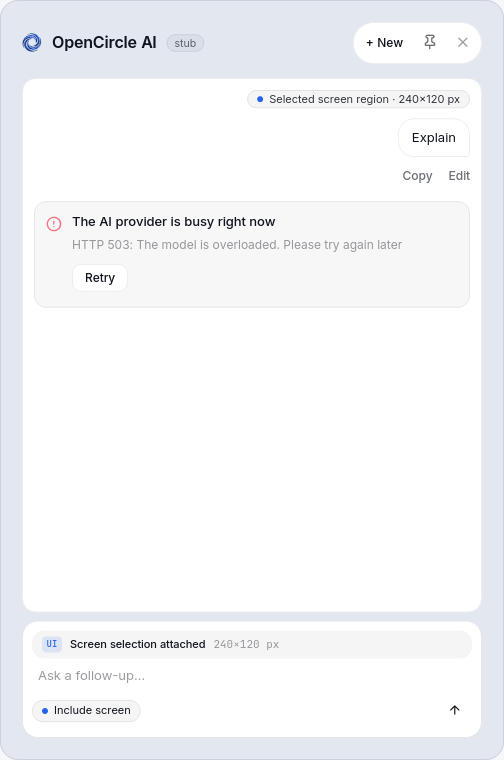 OpenCircle AI stub + New
Selected screen region · 240×120 px
Explain
Copy Edit
The AI provider is busy right now
HTTP 503: The model is overloaded. Please try again later
Retry
UI Screen selection attached 240×120 px
Ask a follow-up...
Include screen